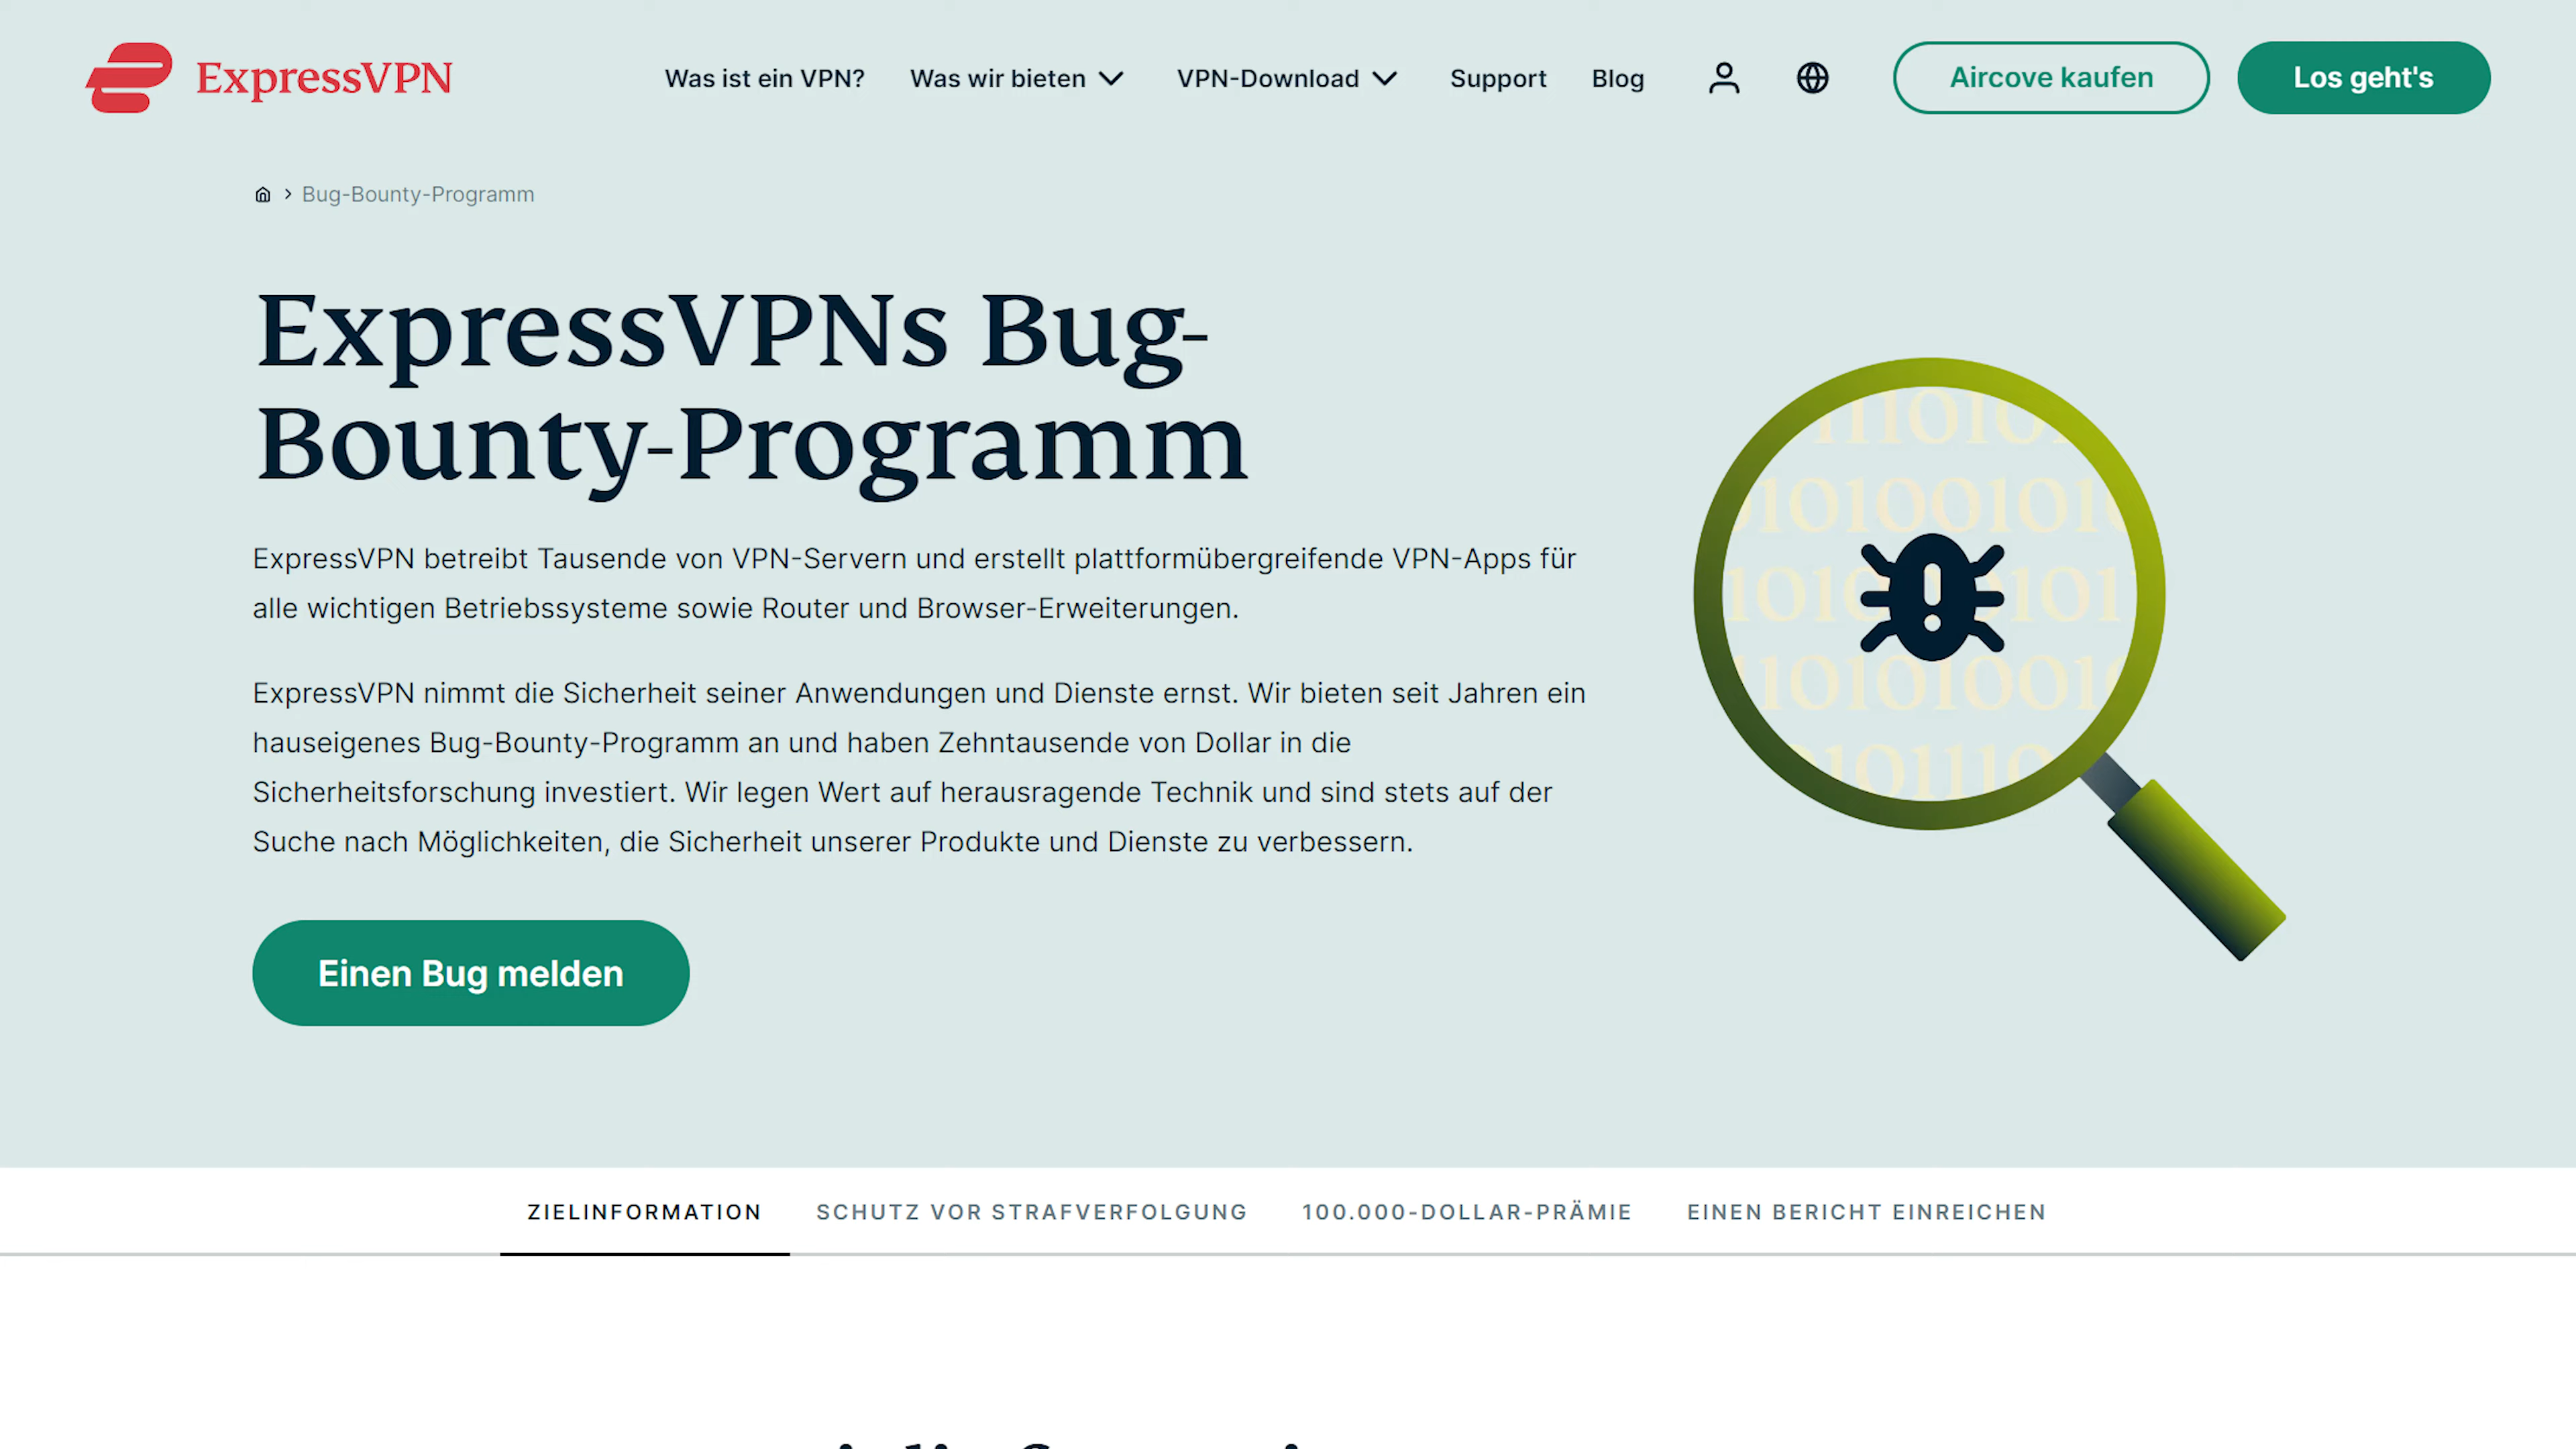 ExpressVPN
Was ist ein VPN?
Was wir bieten
VPN-Download
Support
Blog
Aircove kaufen
Los geht's
Bug-Bounty-Programm
ExpressVPNs Bug-
Bounty-Programm
ExpressVPN betreibt Tausende von VPN-Servern und erstellt plattformübergreifende VPN-Apps für
alle wichtigen Betriebssysteme sowie Router und Browser-Erweiterungen.
ExpressVPN nimmt die Sicherheit seiner Anwendungen und Dienste ernst. Wir bieten seit Jahren ein
hauseigenes Bug-Bounty-Programm an und haben Zehntausende von Dollar in die
Sicherheitsforschung investiert. Wir legen Wert auf herausragende Technik und sind stets auf der
Suche nach Möglichkeiten, die Sicherheit unserer Produkte und Dienste zu verbessern.
Einen Bug melden
ZIELINFORMATION
SCHUTZ VOR STRAFVERFOLGUNG
100.000-DOLLAR-PRÄMIE
EINEN BERICHT EINREICHEN